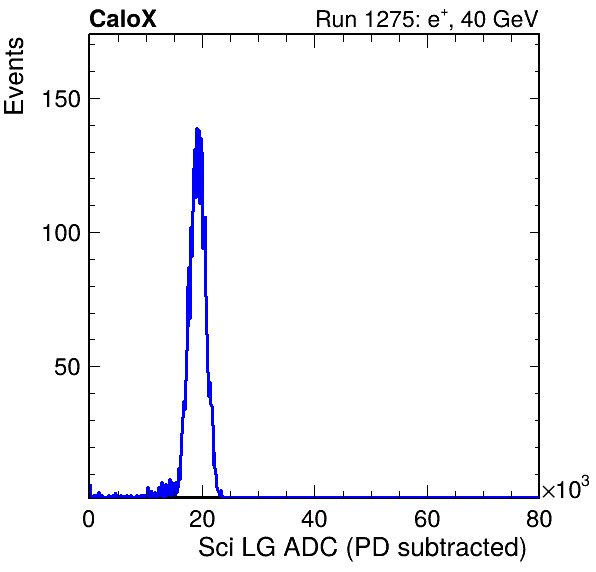 CaloX Run 1275: e⁺, 40 GeV
Events
150
100
50
0 20 40 60 80
×10³
Sci LG ADC (PD subtracted)